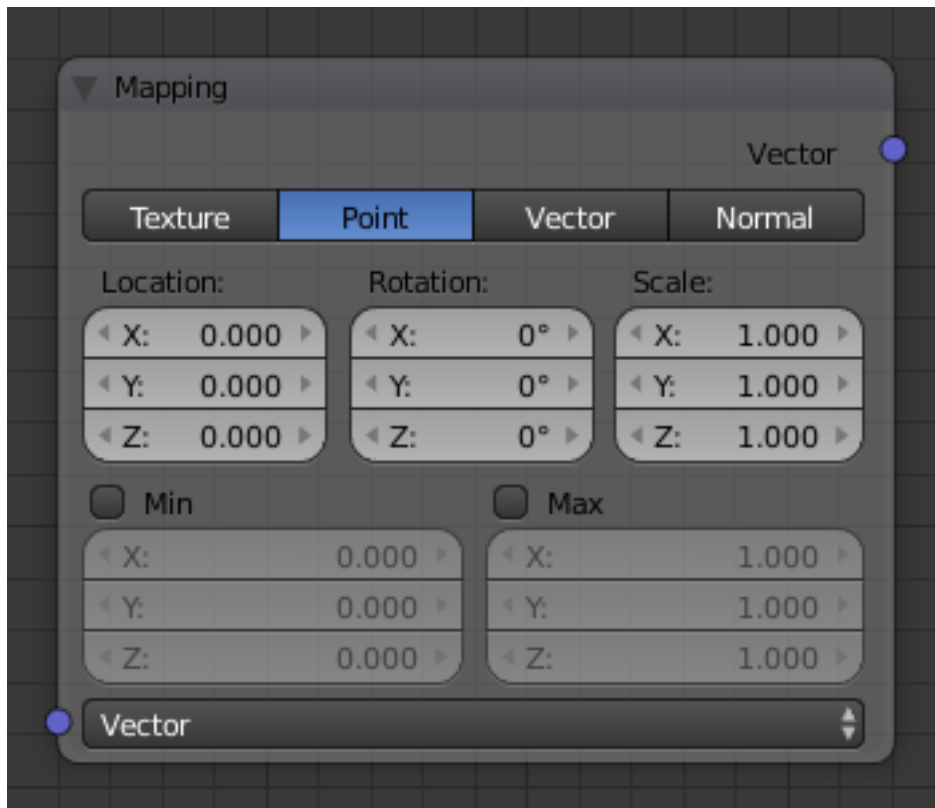 Mapping
Vector
Texture Point Vector Normal
Location: Rotation: Scale:
X: 0.000 X: 0° X: 1.000
Y: 0.000 Y: 0° Y: 1.000
Z: 0.000 Z: 0° Z: 1.000
Min Max
X: 0.000 X: 1.000
Y: 0.000 Y: 1.000
Z: 0.000 Z: 1.000
Vector